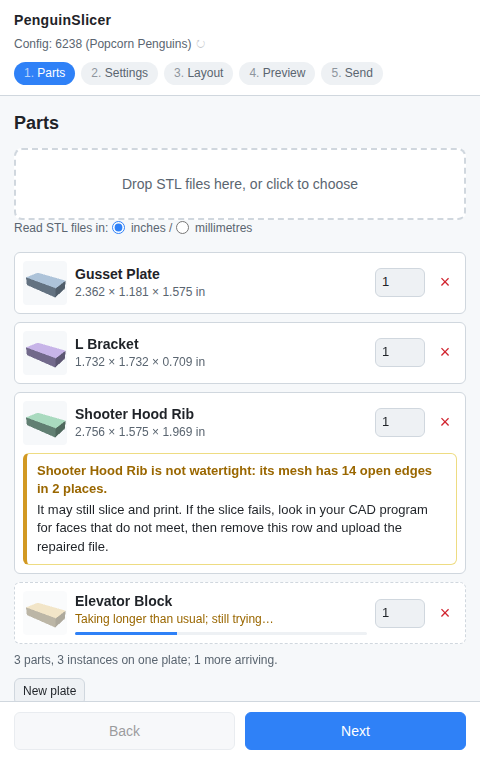 PenguinSlicer
Config: 6238 (Popcorn Penguins) ↻
1. Parts
2. Settings
3. Layout
4. Preview
5. Send
Parts
Drop STL files here, or click to choose
Read STL files in: inches / millimetres
Gusset Plate
2.362 × 1.181 × 1.575 in
1
×
L Bracket
1.732 × 1.732 × 0.709 in
1
×
Shooter Hood Rib
2.756 × 1.575 × 1.969 in
1
×
Shooter Hood Rib is not watertight: its mesh has 14 open edges
in 2 places.
It may still slice and print. If the slice fails, look in your CAD program
for faces that do not meet, then remove this row and upload the
repaired file.
Elevator Block
Taking longer than usual; still trying…
1
×
3 parts, 3 instances on one plate; 1 more arriving.
New plate
Back
Next